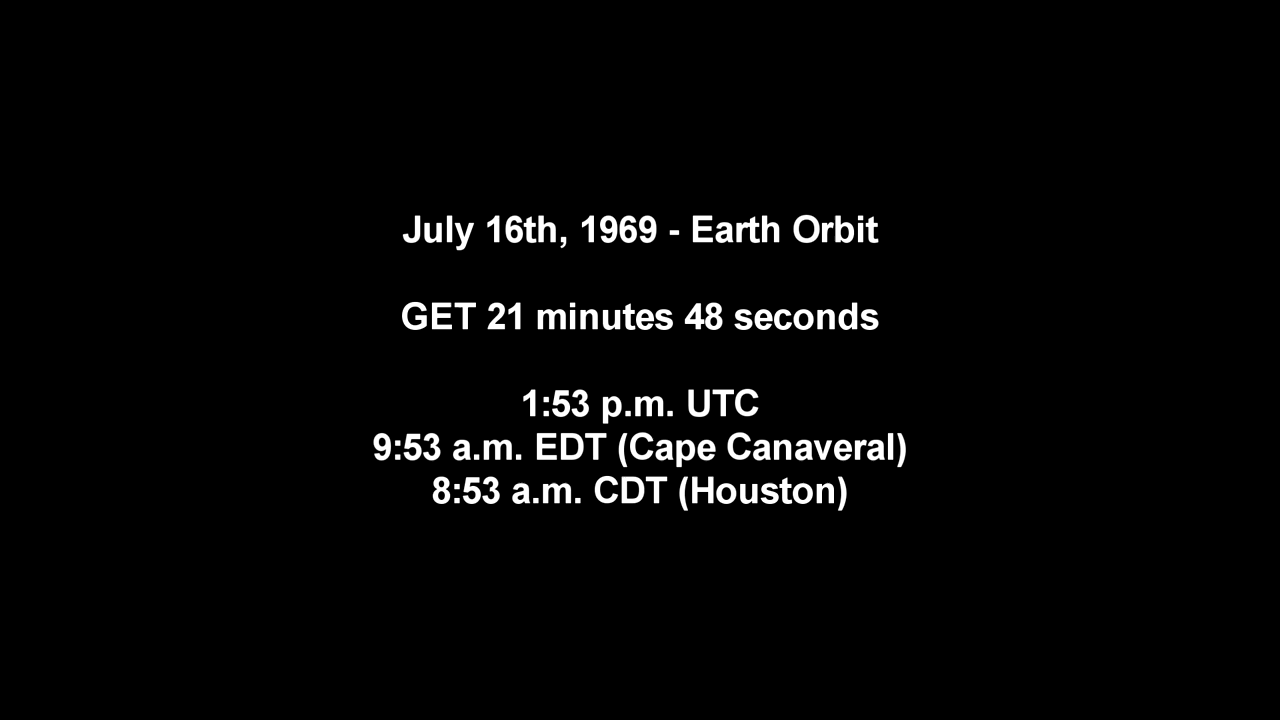 July 16th, 1969 - Earth Orbit
GET 21 minutes 48 seconds
1:53 p.m. UTC
9:53 a.m. EDT (Cape Canaveral)
8:53 a.m. CDT (Houston)